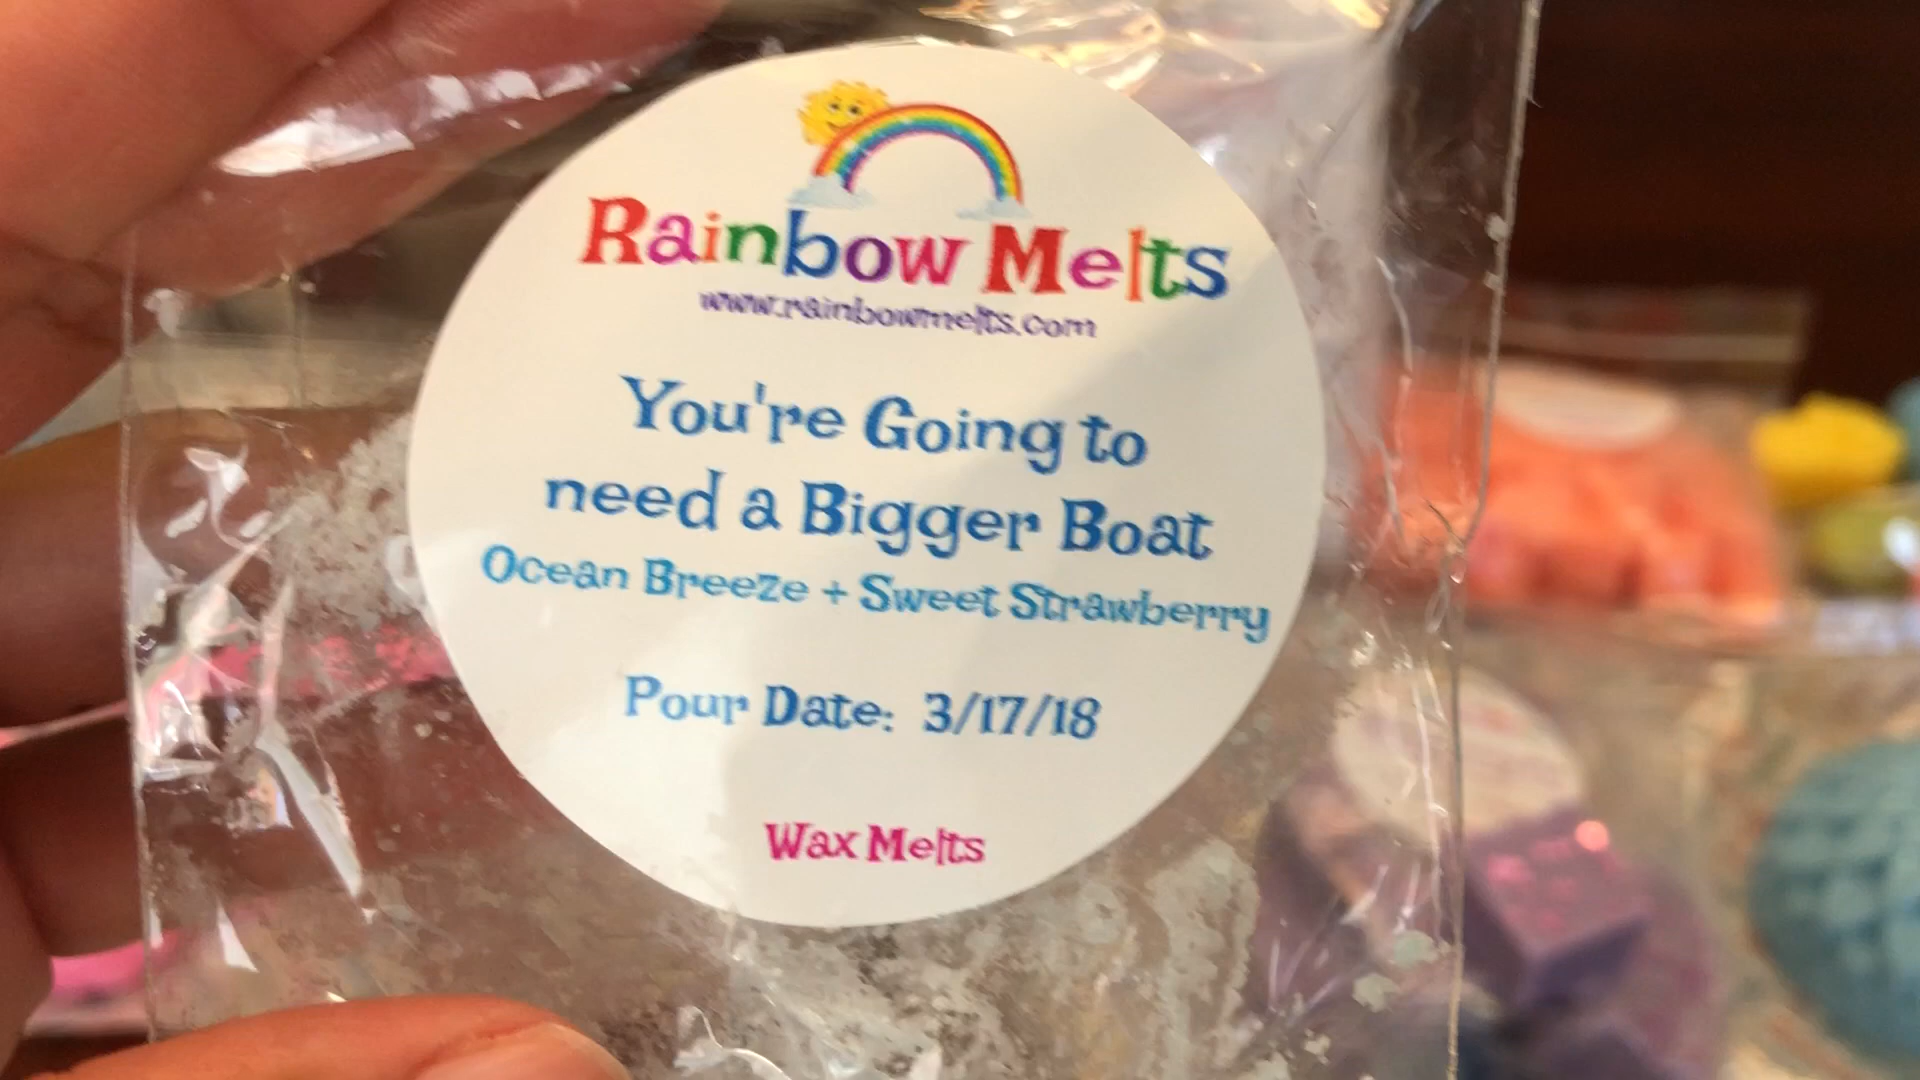 Rainbow Melts
www.rainbowmelts.com
You're Going to
need a Bigger Boat
Ocean Breeze + Sweet Strawberry
Pour Date: 3/17/18
Wax Melts